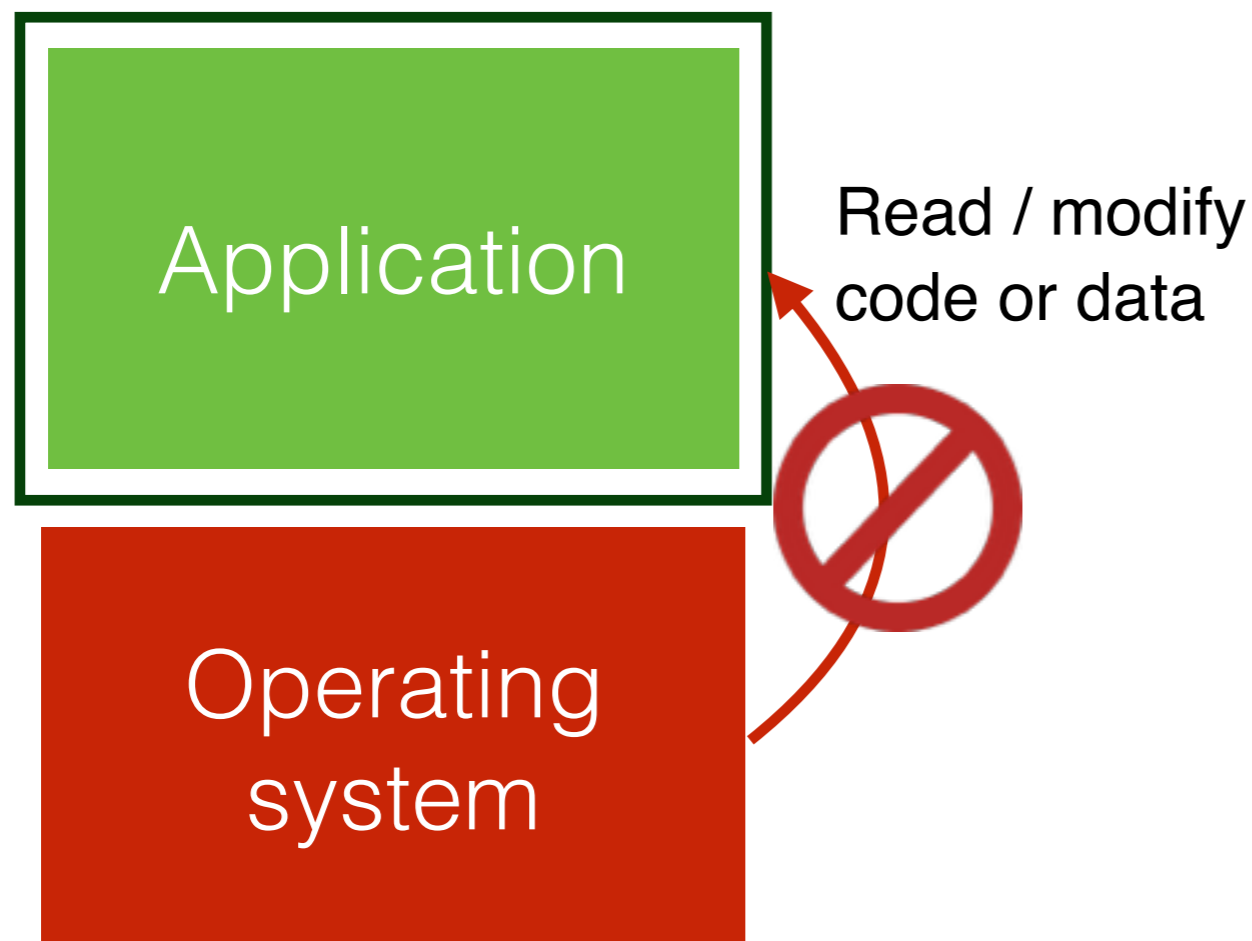 Application
Read / modify
code or data
Operating
system